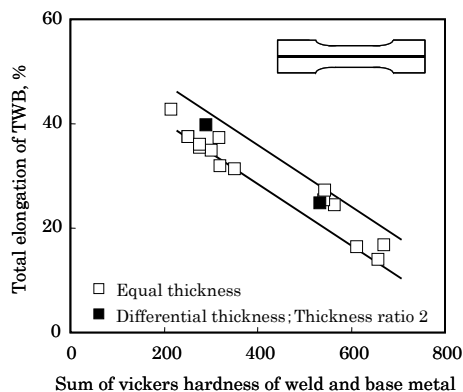 60
40
20
0
Total elongation of TWB, %
Equal thickness
Differential thickness; Thickness ratio 2
0 200 400 600 800
Sum of vickers hardness of weld and base metal